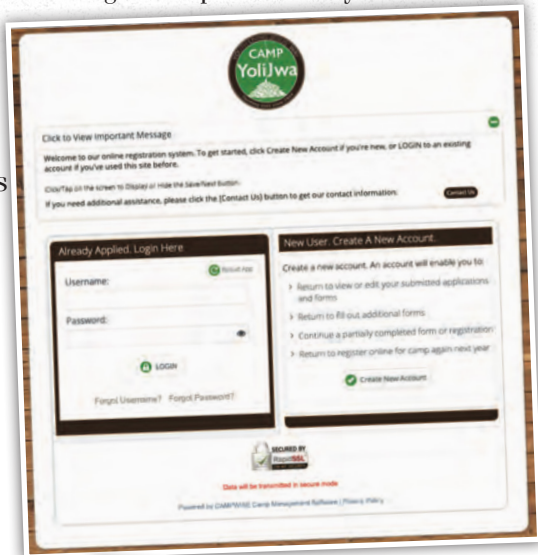 CAMP
YoliJwa
Click to View Important Message
Welcome to our online registration system. To get started, click Create New Account if you're new, or LOGIN to an existing
account if you've used this site before.
Click/Tap on the screen to Display or Hide the Save/Next Button.
If you need additional assistance, please click the [Contact Us] button to get our contact information.
Contact Us
Already Applied. Login Here
App
Username:
Password:
LOGIN
Forgot Username? Forgot Password?
New User. Create A New Account.
Create a new account. An account will enable you to:
Return to view or edit your submitted applications
and forms
Return to fill out additional forms
Continue a partially completed form or registration
Return to register online for camp again next year
Create New Account
SECURED BY
RapidSSL
Data will be transmitted in secure mode
Powered by CAMPWISE Camp Management Software | Privacy Policy